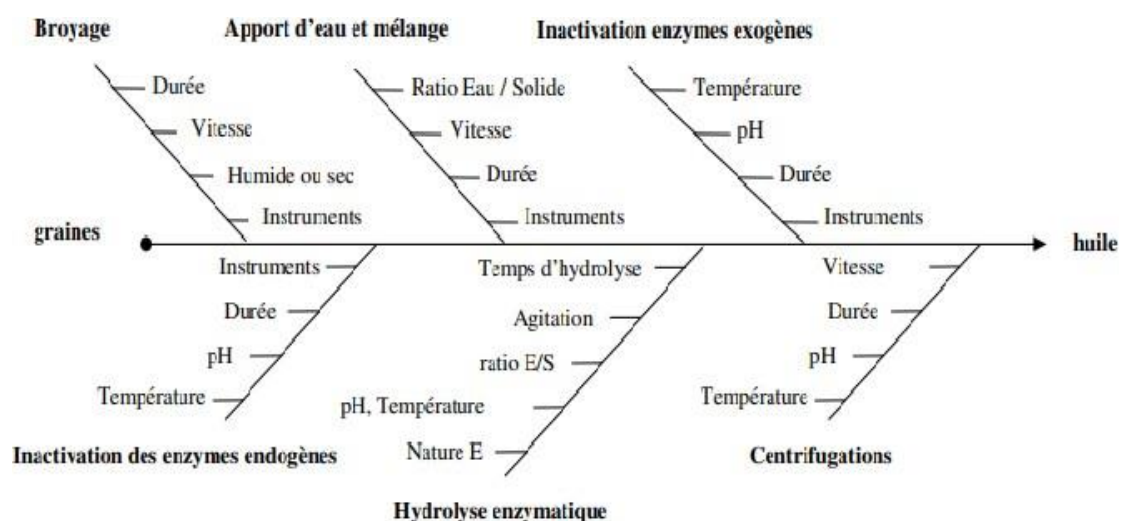 Broyage
Apport d'eau et mélange
Inactivation enzymes exogènes
Durée
Vitesse
Humide ou sec
Instruments
Ratio Eau / Solide
Vitesse
Durée
Instruments
Température
pH
Durée
Instruments
graines
huile
Instruments
Durée
pH
Température
Inactivation des enzymes endogènes
Temps d'hydrolyse
Agitation
ratio E/S
pH, Température
Nature E
Hydrolyse enzymatique
Vitesse
Durée
pH
Température
Centrifugations